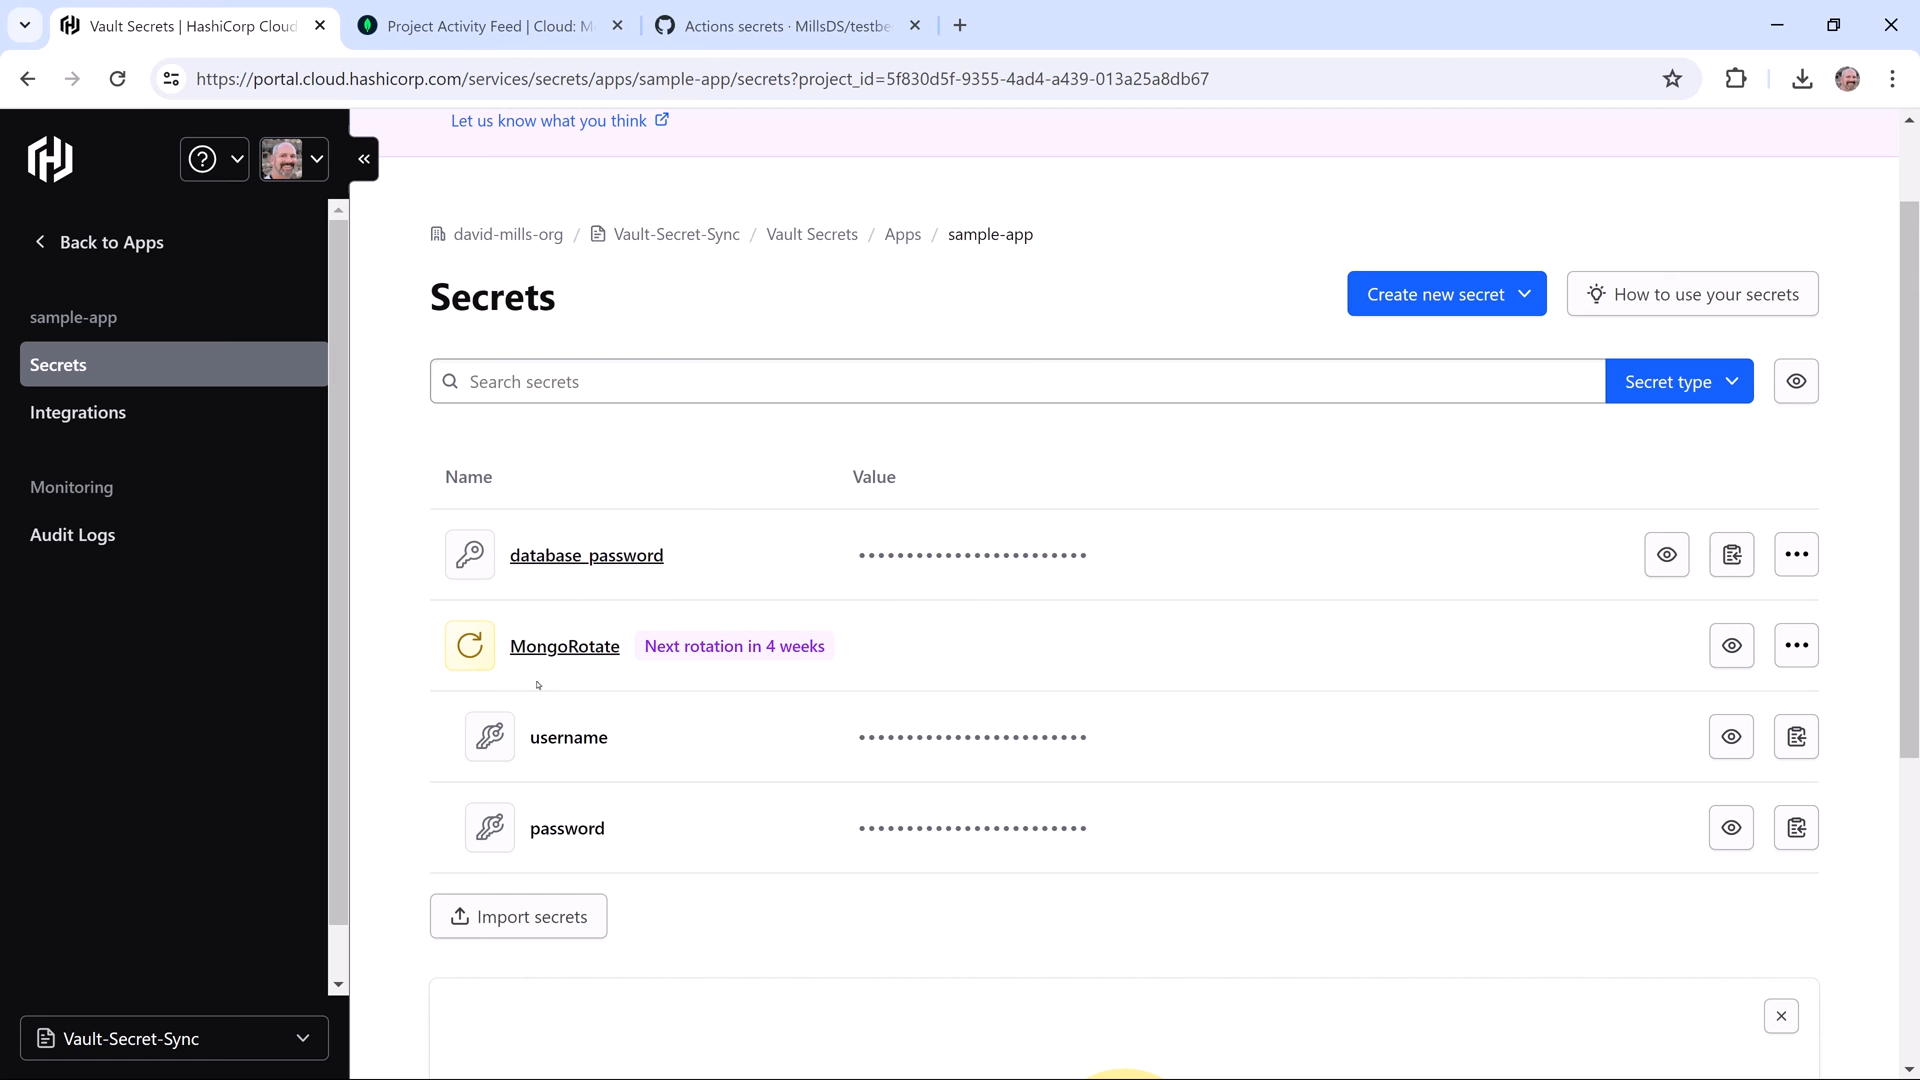 Vault Secrets | HashiCorp Cloud
Project Activity Feed | Cloud: M
Actions secrets · MillsDS/testbe
https://portal.cloud.hashicorp.com/services/secrets/apps/sample-app/secrets?project_id=5f830d5f-9355-4ad4-a439-013a25a8db67
Let us know what you think
Back to Apps
sample-app
Secrets
Integrations
Monitoring
Audit Logs
Vault-Secret-Sync
david-mills-org / Vault-Secret-Sync / Vault Secrets / Apps / sample-app
Secrets
Create new secret
How to use your secrets
Search secrets
Secret type
Name Value
database_password
MongoRotate Next rotation in 4 weeks
username
password
Import secrets